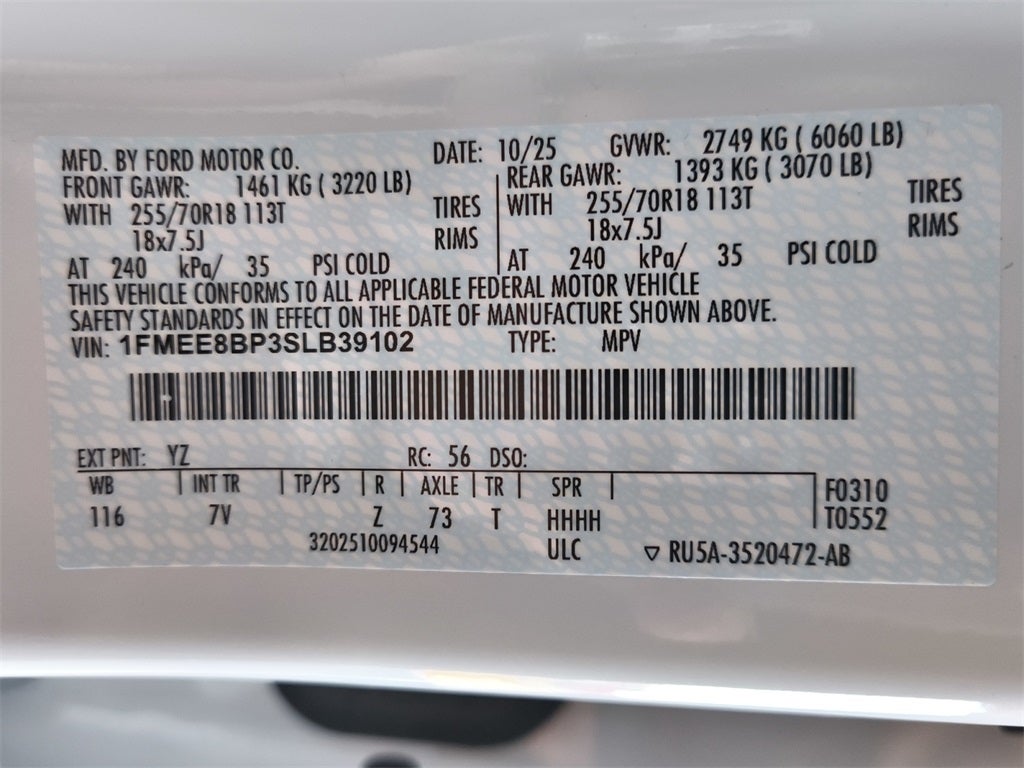 MFD. BY FORD MOTOR CO. DATE: 10/25 GVWR: 2749 KG ( 6060 LB)
FRONT GAWR: 1461 KG ( 3220 LB) REAR GAWR: 1393 KG ( 3070 LB)
WITH 255/70R18 113T TIRES WITH 255/70R18 113T TIRES
18x7.5J RIMS 18x7.5J RIMS
AT 240 kPa/ 35 PSI COLD AT 240 kPa/ 35 PSI COLD
THIS VEHICLE CONFORMS TO ALL APPLICABLE FEDERAL MOTOR VEHICLE
SAFETY STANDARDS IN EFFECT ON THE DATE OF MANUFACTURE SHOWN ABOVE.
VIN: 1FMEE8BP3SLB39102 TYPE: MPV
EXT PNT: YZ RC: 56 DSO:
WB INT TR TP/PS R AXLE TR SPR F0310
116 7V Z 73 T HHHH T0552
3202510094544 ULC ▽ RU5A-3520472-AB